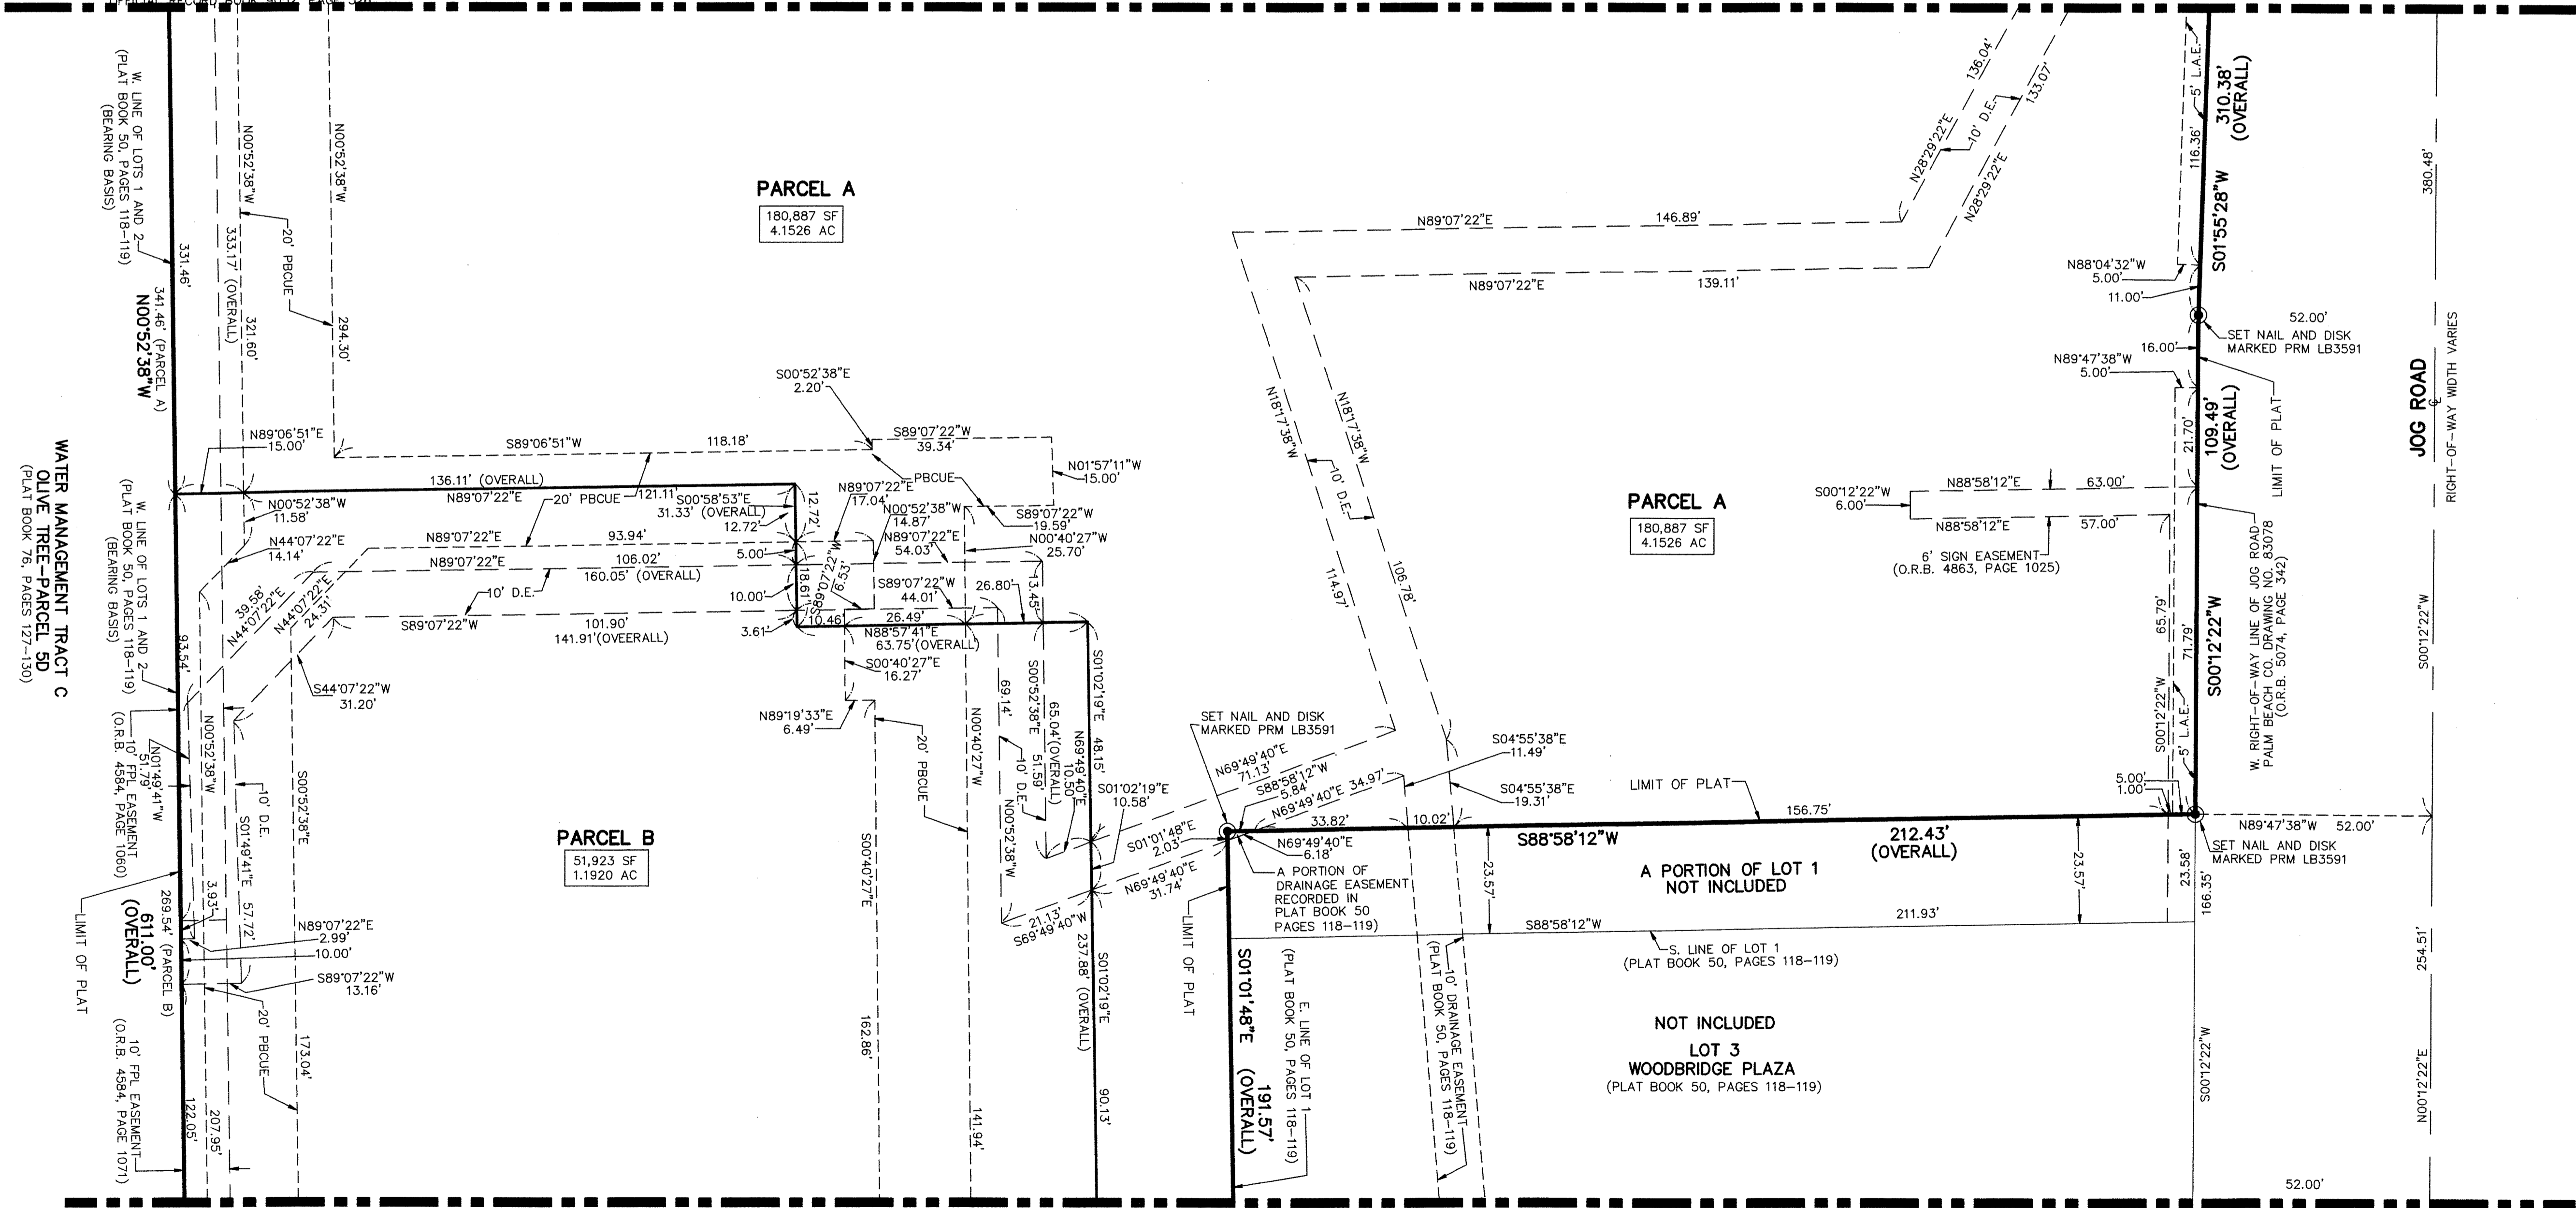 OFFICIAL RECORD BOOK 9012 PAGE 326
W. LINE OF LOTS 1 AND 2
(PLAT BOOK 50, PAGES 118-119)
(BEARING BASIS)
331.46'
341.46' (PARCEL A)
N00°52'38"W
N00°52'38"W
N00°52'38"W
20' PBCUE
333.17' (OVERALL)
321.60'
294.30'
PARCEL A
180,887 SF
4.1526 AC
S00°52'38"E
2.20'
N89°06'51"E
15.00'
S89°06'51"W
118.18'
S89°07'22"W
39.34'
N01°57'11"W
15.00'
PBCUE
136.11' (OVERALL)
N89°07'22"E
20' PBCUE
121.11'
S00°58'53"E
31.33' (OVERALL)
12.72'
12.72'
N89°07'22"E
17.04'
N00°52'38"W
14.87'
S89°07'22"W
19.59'
N00°40'27"W
25.70'
N89°07'22"E
54.03'
N00°52'38"W
11.58'
N44°07'22"E
14.14'
N89°07'22"E
93.94'
5.00'
N89°07'22"E
106.02'
160.05' (OVERALL)
10' D.E.
10.00'
18.61'
S89°07'22"W
6.53'
S89°07'22"W
44.01'
26.80'
13.45'
39.58'
N44°07'22"E
N44°07'22"E
24.31'
S89°07'22"W
101.90'
141.91'(OVEERALL)
3.61'
10.46'
26.49'
N88°57'41"E
63.75'(OVERALL)
S00°40'27"E
16.27'
N89°19'33"E
6.49'
S44°07'22"W
31.20'
WATER MANAGEMENT TRACT C
OLIVE TREE-PARCEL 5D
(PLAT BOOK 76, PAGES 127-130)
W. LINE OF LOTS 1 AND 2
(PLAT BOOK 50, PAGES 118-119)
(BEARING BASIS)
93.54'
10' FPL EASEMENT
(O.R.B. 4584, PAGE 1060)
N01°49'41"W
51.79'
N00°52'38"W
10' D.E.
S01°49'41"E
57.72'
S00°52'38"E
3.93'
N89°07'22"E
2.99'
10.00'
S89°07'22"W
13.16'
269.54' (PARCEL B)
611.00'
(OVERALL)
LIMIT OF PLAT
20' PBCUE
173.04'
10' FPL EASEMENT
(O.R.B. 4584, PAGE 1071)
122.05'
207.95'
PARCEL B
51,923 SF
1.1920 AC
20' PBCUE
S00°40'27"E
162.86'
N00°40'27"W
141.94'
69.14'
10' D.E.
N00°52'38"W
S00°52'38"E
65.04'(OVERALL)
51.59'
S01°02'19"E
48.15'
N69°49'40"E
10.50'
S01°02'19"E
10.58'
21.13'
S69°49'40"W
237.88' (OVERALL)
S01°02'19"E
90.13'
N69°49'40"E
31.74'
S01°01'48"E
2.03'
SET NAIL AND DISK
MARKED PRM LB3591
N69°49'40"E
71.13'
S88°58'12"W
5.84'
N69°49'40"E
34.97'
S04°55'38"E
11.49'
S04°55'38"E
19.31'
33.82'
10.02'
N69°49'40"E
6.18'
A PORTION OF
DRAINAGE EASEMENT
RECORDED IN
PLAT BOOK 50
PAGES 118-119)
LIMIT OF PLAT
S01°01'48"E
191.57'
(OVERALL)
E. LINE OF LOT 1
(PLAT BOOK 50, PAGES 118-119)
10' DRAINAGE EASEMENT
(PLAT BOOK 50, PAGES 118-119)
N89°07'22"E
146.89'
N89°07'22"E
139.11'
N28°29'22"E
136.04'
10' D.E.
N28°29'22"E
133.07'
N18°17'38"W
N18°17'38"W
10' D.E.
114.97'
106.78'
PARCEL A
180,887 SF
4.1526 AC
LIMIT OF PLAT
156.75'
S88°58'12"W
212.43'
(OVERALL)
23.57'
23.57'
A PORTION OF LOT 1
NOT INCLUDED
S88°58'12"W
211.93'
S. LINE OF LOT 1
(PLAT BOOK 50, PAGES 118-119)
NOT INCLUDED
LOT 3
WOODBRIDGE PLAZA
(PLAT BOOK 50, PAGES 118-119)
5' L.A.E.
116.36'
310.38'
(OVERALL)
S01°55'28"W
N88°04'32"W
5.00'
11.00'
52.00'
SET NAIL AND DISK
MARKED PRM LB3591
16.00'
N89°47'38"W
5.00'
21.70'
109.49'
(OVERALL)
LIMIT OF PLAT
S00°12'22"W
6.00'
N88°58'12"E
63.00'
N88°58'12"E
57.00'
6' SIGN EASEMENT
(O.R.B. 4863, PAGE 1025)
65.79'
71.79'
S00°12'22"W
S00°12'22"W
5' L.A.E.
W. RIGHT-OF-WAY LINE OF JOG ROAD
PALM BEACH CO. DRAWING NO. 83078
(O.R.B. 5074, PAGE 342)
5.00'
1.00'
N89°47'38"W
52.00'
SET NAIL AND DISK
MARKED PRM LB3591
23.58'
166.35'
S00°12'22"W
380.48'
JOG ROAD
RIGHT-OF-WAY WIDTH VARIES
S00°12'22"W
254.51'
N00°12'22"E
52.00'